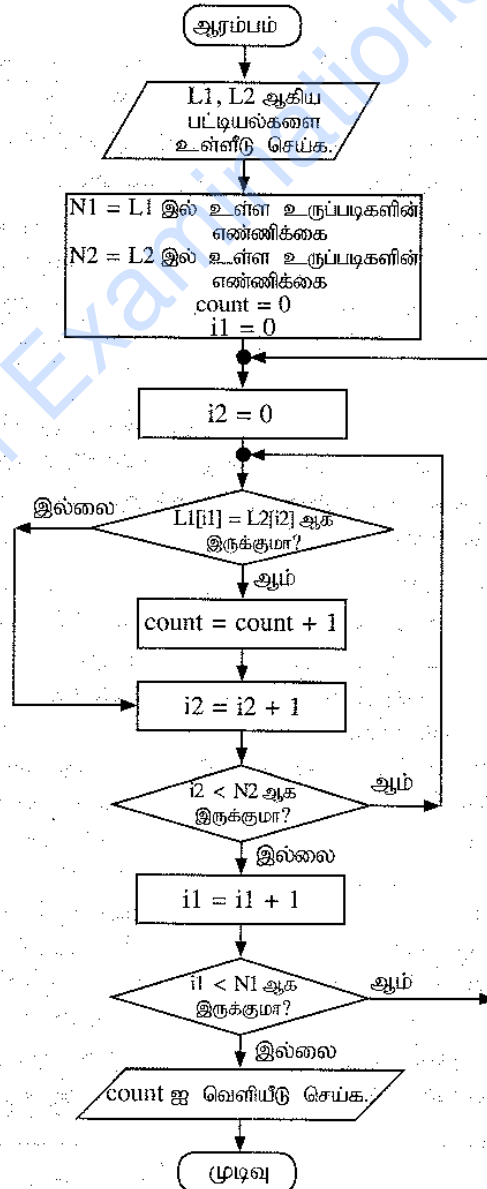 ஆரம்பம்
L1, L2 ஆகிய
பட்டியல்களை
உள்ளீடு செய்க.
N1 = L1 இல் உள்ள உருப்படிகளின்
எண்ணிக்கை
N2 = L2 இல் உள்ள உருப்படிகளின்
எண்ணிக்கை
count = 0
i1 = 0
i2 = 0
இல்லை
L1[i1] = L2[i2] ஆக
இருக்குமா?
ஆம்
count = count + 1
i2 = i2 + 1
i2 < N2 ஆக
இருக்குமா?
ஆம்
இல்லை
i1 = i1 + 1
i1 < N1 ஆக
இருக்குமா?
ஆம்
இல்லை
count ஐ வெளியீடு செய்க.
முடிவு
Examination